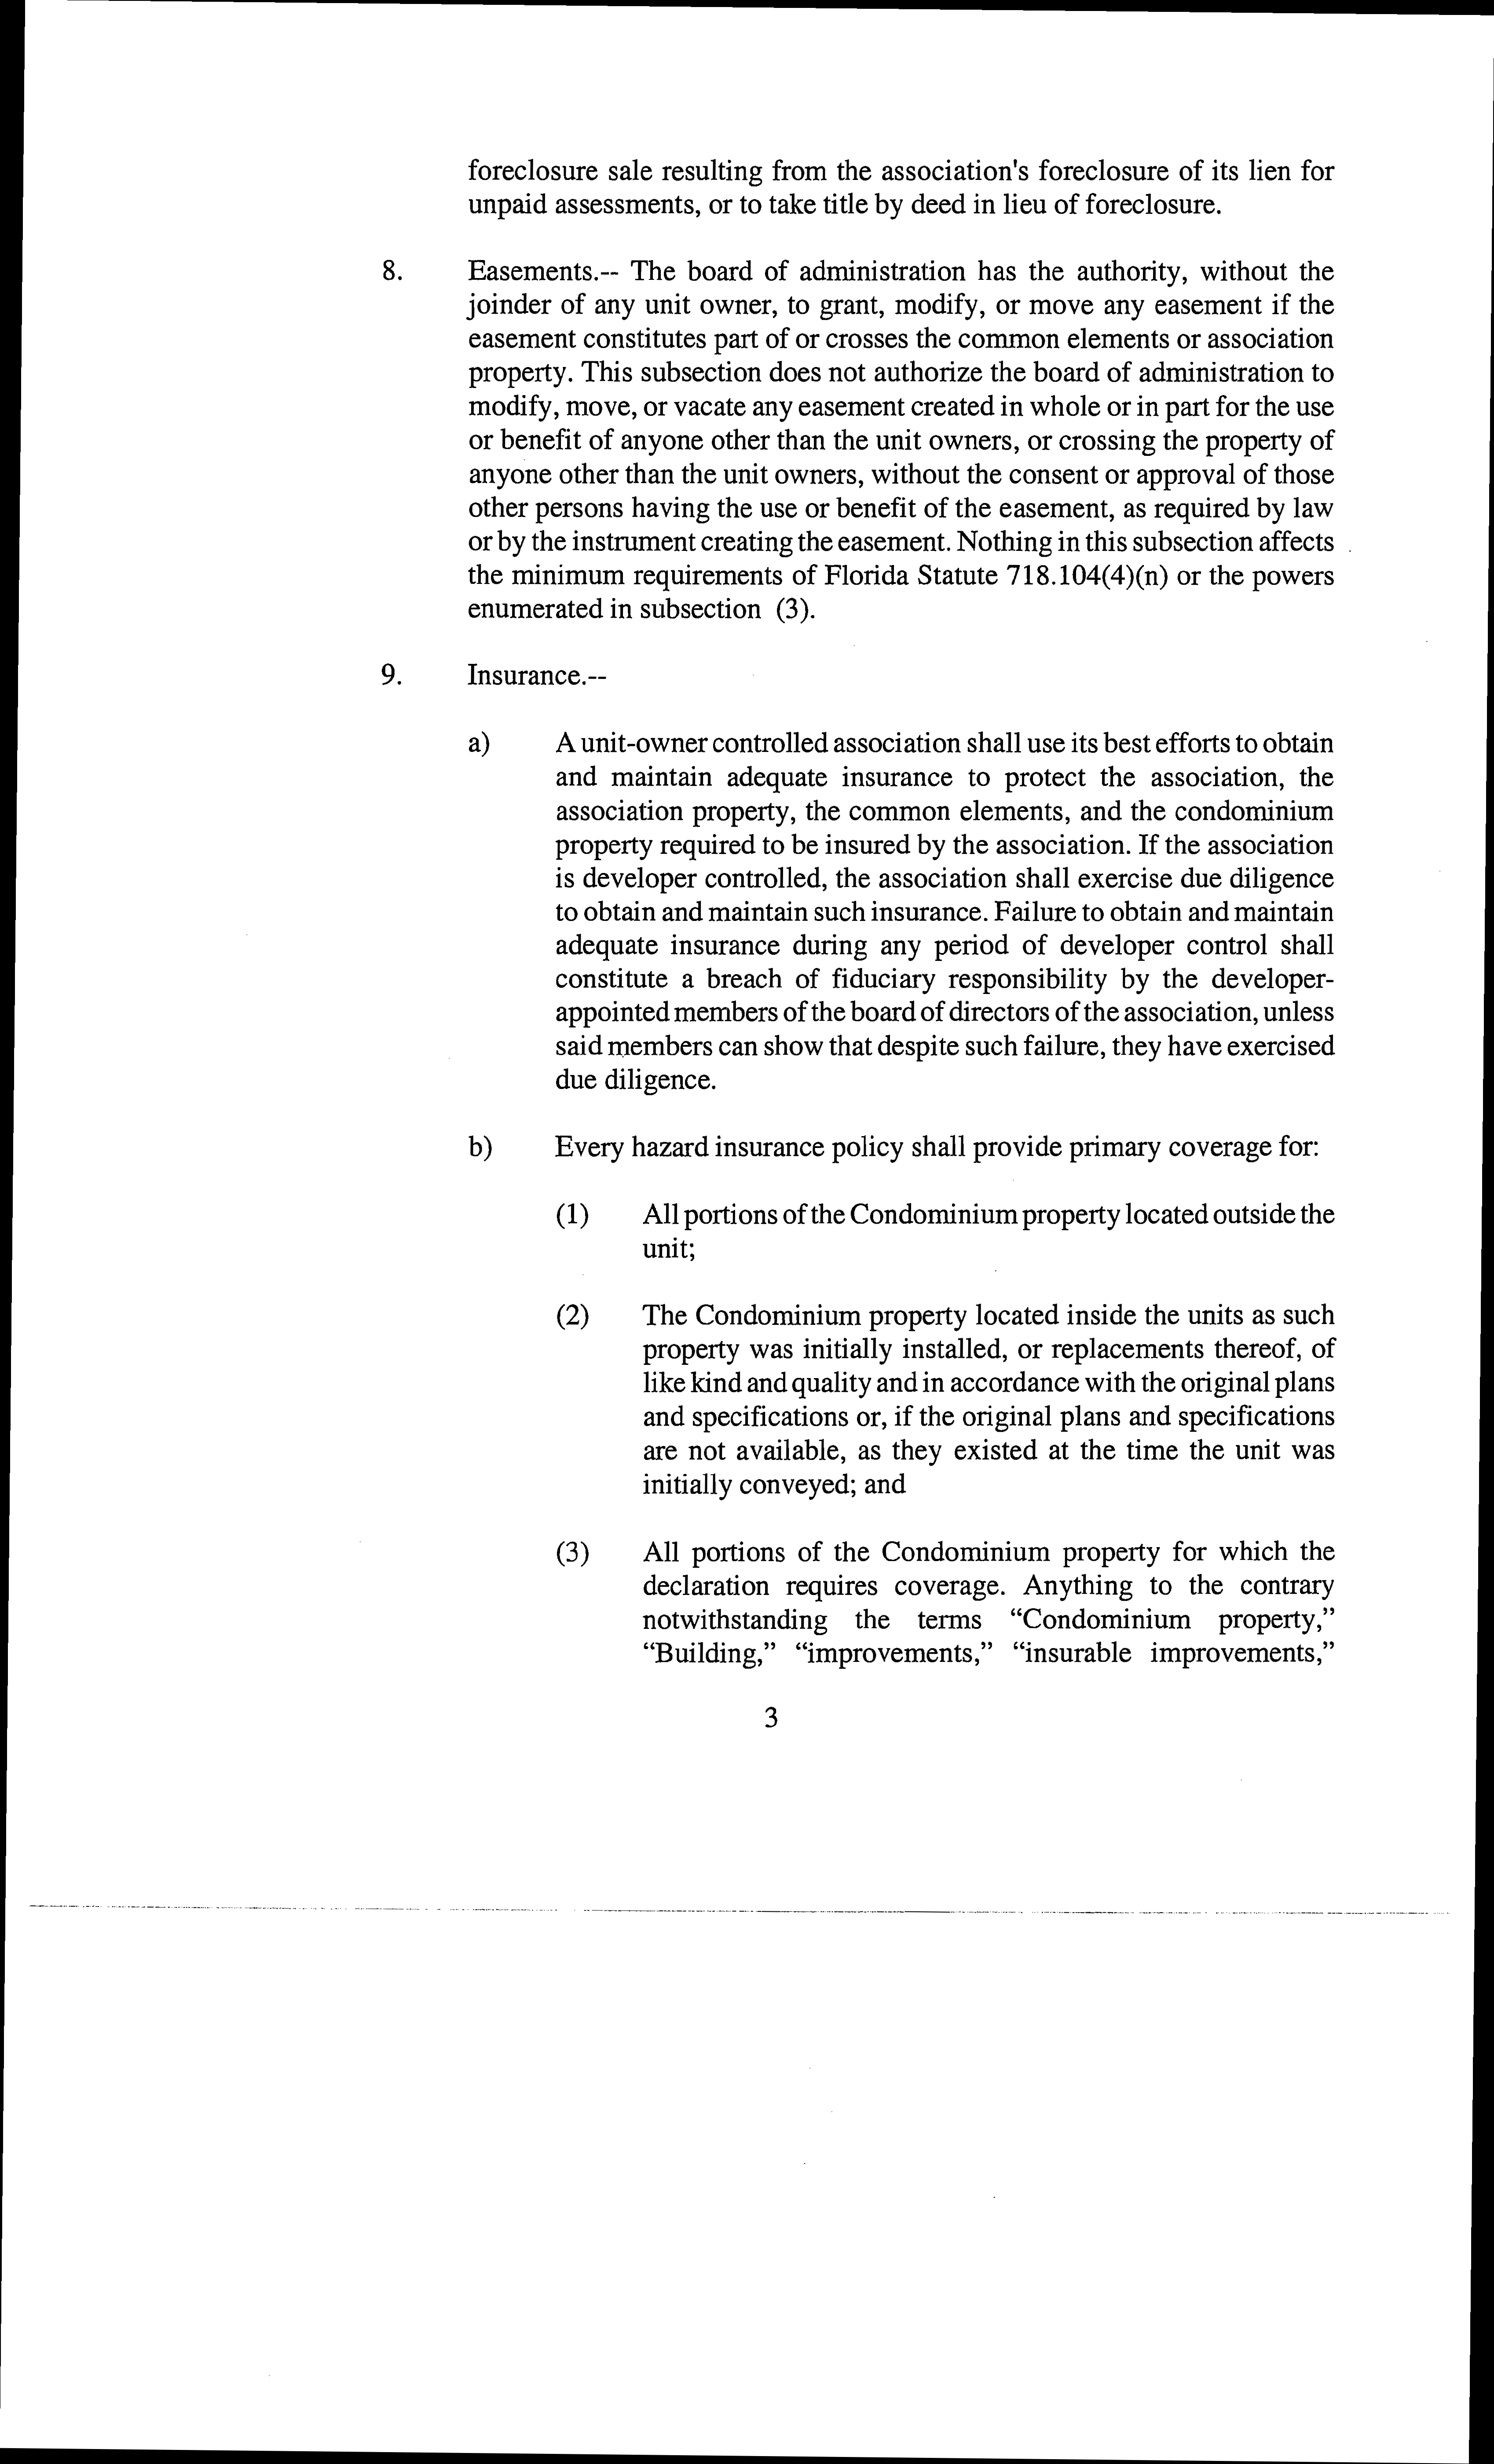 foreclosure sale resulting from the association's foreclosure of its lien for
unpaid assessments, or to take title by deed in lieu of foreclosure.
8. Easements.-- The board of administration has the authority, without the
joinder of any unit owner, to grant, modify, or move any easement if the
easement constitutes part of or crosses the common elements or association
property. This subsection does not authorize the board of administration to
modify, move, or vacate any easement created in whole or in part for the use
or benefit of anyone other than the unit owners, or crossing the property of
anyone other than the unit owners, without the consent or approval of those
other persons having the use or benefit of the easement, as required by law
or by the instrument creating the easement. Nothing in this subsection affects
the minimum requirements of Florida Statute 718.104(4)(n) or the powers
enumerated in subsection (3).
9. Insurance.--
a) A unit-owner controlled association shall use its best efforts to obtain
and maintain adequate insurance to protect the association, the
association property, the common elements, and the condominium
property required to be insured by the association. If the association
is developer controlled, the association shall exercise due diligence
to obtain and maintain such insurance. Failure to obtain and maintain
adequate insurance during any period of developer control shall
constitute a breach of fiduciary responsibility by the developer-
appointed members of the board of directors of the association, unless
said members can show that despite such failure, they have exercised
due diligence.
b) Every hazard insurance policy shall provide primary coverage for:
(1) All portions of the Condominium property located outside the
unit;
(2) The Condominium property located inside the units as such
property was initially installed, or replacements thereof, of
like kind and quality and in accordance with the original plans
and specifications or, if the original plans and specifications
are not available, as they existed at the time the unit was
initially conveyed; and
(3) All portions of the Condominium property for which the
declaration requires coverage. Anything to the contrary
notwithstanding the terms “Condominium property,”
“Building,” “improvements,” “insurable improvements,”
3